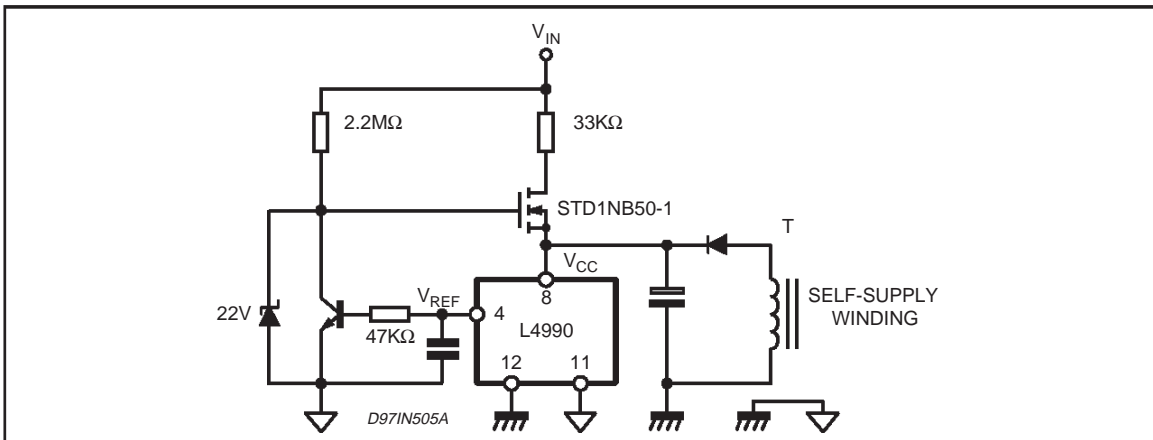 V_IN
2.2MΩ
33KΩ
STD1NB50-1
T
V_CC
8
22V
V_REF
4
47KΩ
L4990
SELF-SUPPLY
WINDING
12
11
D97IN505A